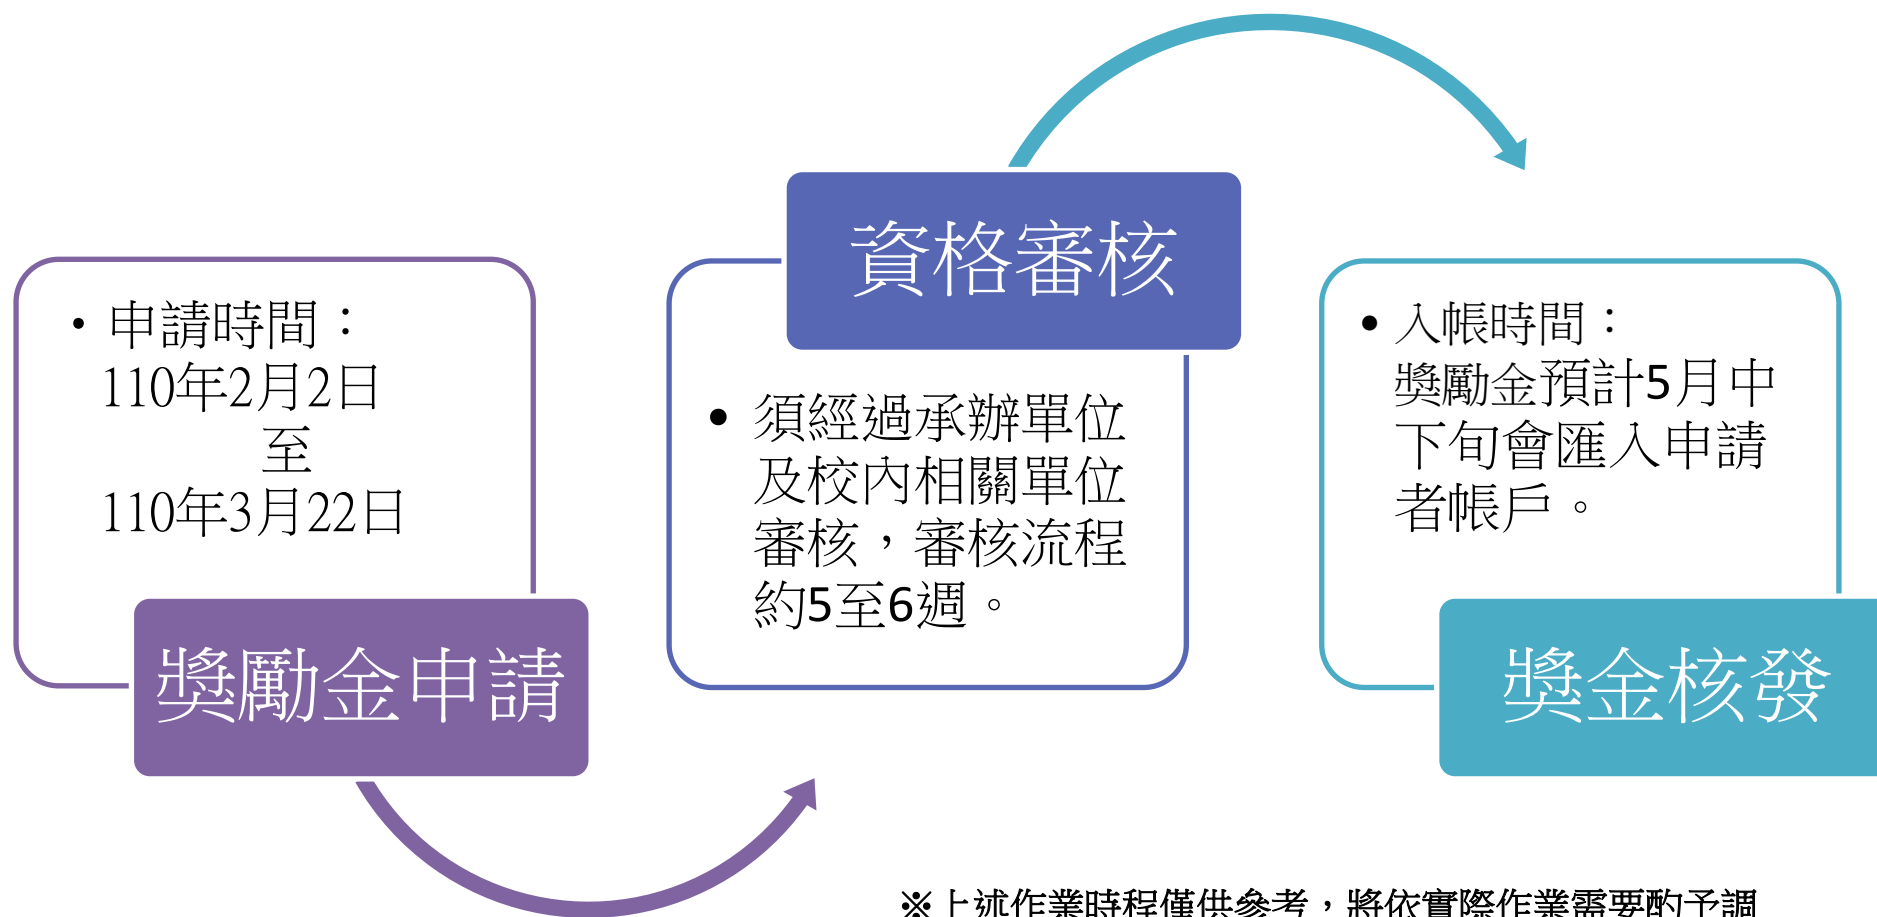 • 申請時間：
110年2月2日
至
110年3月22日
獎勵金申請
資格審核
• 須經過承辦單位
及校內相關單位
審核，審核流程
約5至6週。
• 入帳時間：
獎勵金預計5月中
下旬會匯入申請
者帳戶。
獎金核發
※上述作業時程僅供參考，將依實際作業需要酌予調